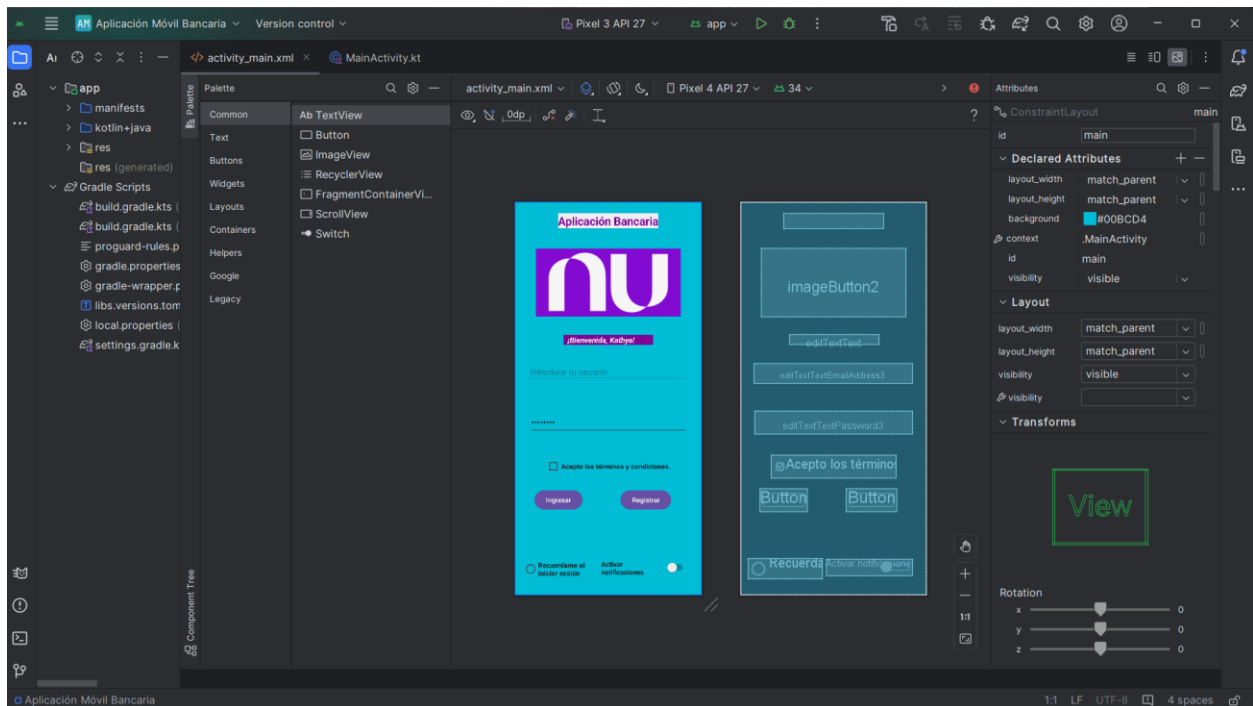 AM Aplicación Móvil Bancaria Version control Pixel 3 API 27 app
AI activity_main.xml MainActivity.kt
app
manifests
kotlin+java
res
res (generated)
Gradle Scripts
build.gradle.kts (
build.gradle.kts (
proguard-rules.p
gradle.properties
gradle-wrapper.p
libs.versions.tom
local.properties (
settings.gradle.k
Palette
Component Tree
Palette
Common
Text
Buttons
Widgets
Layouts
Containers
Helpers
Google
Legacy
Ab TextView
Button
ImageView
RecyclerView
FragmentContainerVi...
ScrollView
Switch
activity_main.xml Pixel 4 API 27 34
0dp
?
Aplicación Bancaria
nu
¡Bienvenida, Kathya!
Introduce tu usuario
Acepto los términos y condiciones.
Ingresar Registrar
Recuerdame al
iniciar sesión
Activar
notificaciones
imageButton2
editTextText
editTextTextEmailAddress3
editTextTextPassword3
Acepto los término
Button Button
Recuerda Activar
1:1
Attributes
ConstraintLayout main
id main
Declared Attributes
layout_width match_parent
layout_height match_parent
background #00BCD4
context .MainActivity
id main
visibility visible
Layout
layout_width match_parent
layout_height match_parent
visibility visible
visibility
Transforms
View
Rotation
x 0
y 0
z 0
Aplicación Móvil Bancaria 1:1 LF UTF-8 4 spaces